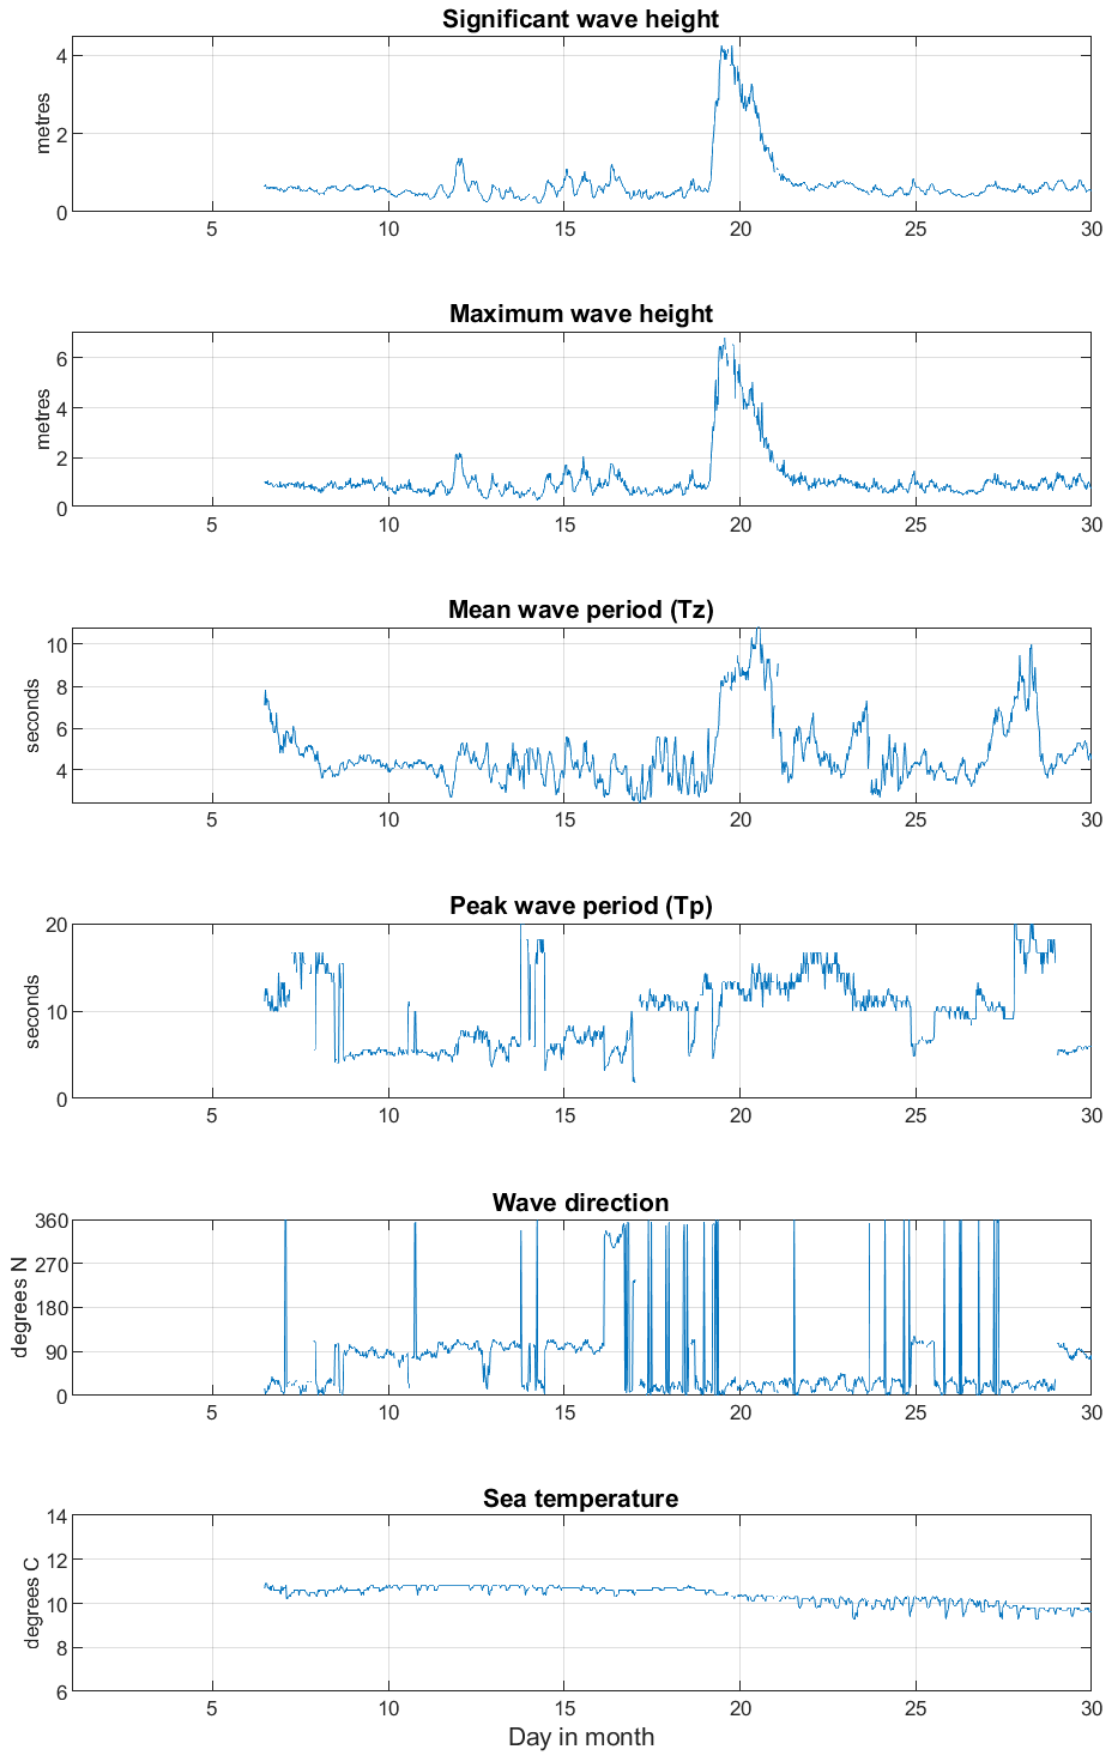 Significant wave height
4
2
0
metres
5 10 15 20 25 30
Maximum wave height
6
4
2
0
metres
5 10 15 20 25 30
Mean wave period (Tz)
10
8
6
4
seconds
5 10 15 20 25 30
Peak wave period (Tp)
20
10
0
seconds
5 10 15 20 25 30
Wave direction
360
270
180
90
0
degrees N
5 10 15 20 25 30
Sea temperature
14
12
10
8
6
degrees C
5 10 15 20 25 30
Day in month